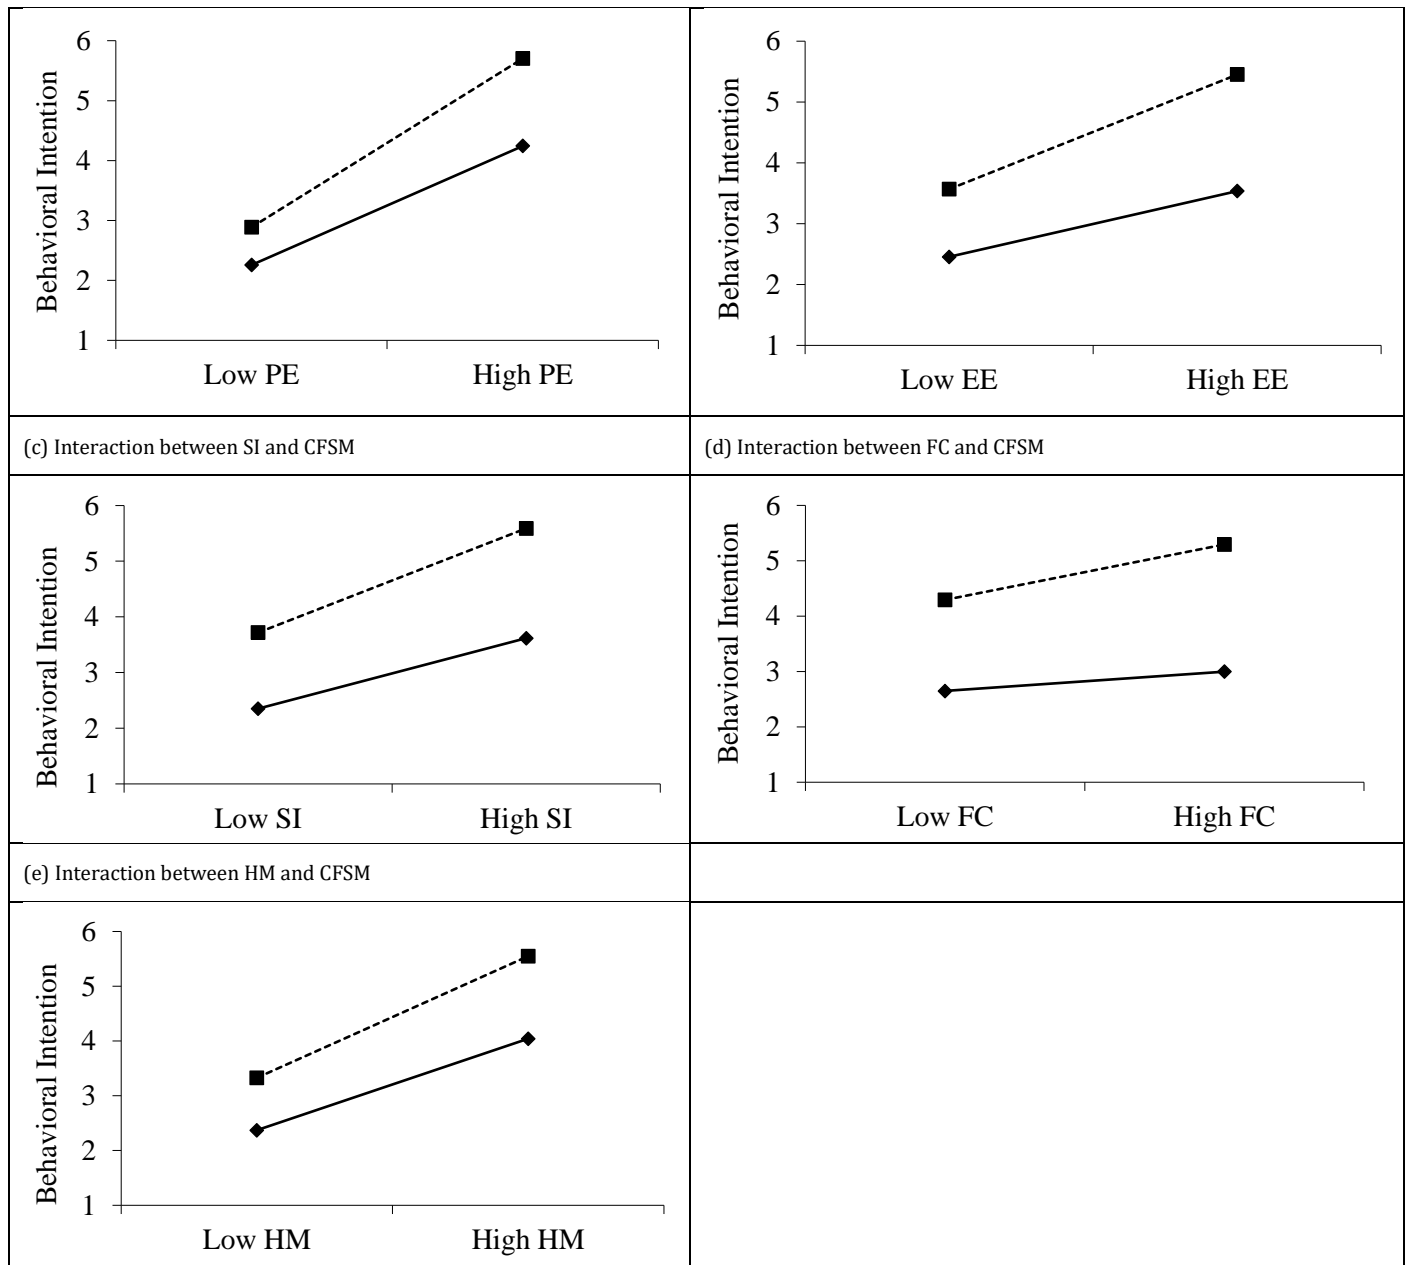 6
5
4
3
2
1
Behavioral Intention
Low PE
High PE
6
5
4
3
2
1
Behavioral Intention
Low EE
High EE
(c) Interaction between SI and CFSM
(d) Interaction between FC and CFSM
6
5
4
3
2
1
Behavioral Intention
Low SI
High SI
6
5
4
3
2
1
Behavioral Intention
Low FC
High FC
(e) Interaction between HM and CFSM
6
5
4
3
2
1
Behavioral Intention
Low HM
High HM